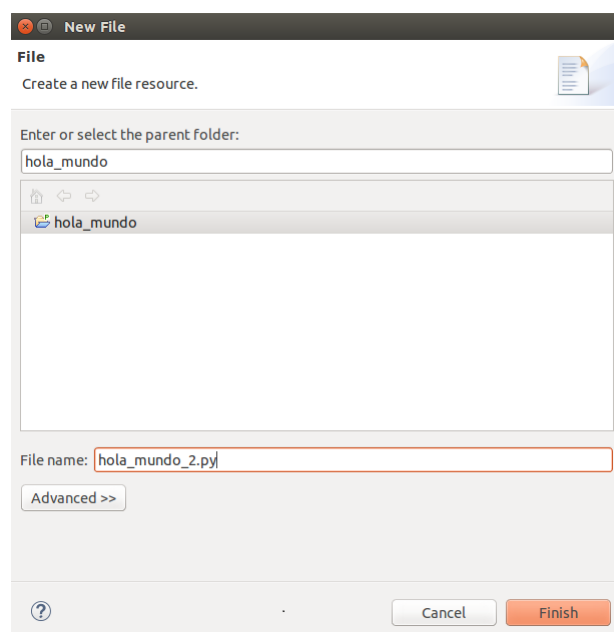 New File
File
Create a new file resource.
Enter or select the parent folder:
hola_mundo
hola_mundo
File name: hola_mundo_2.py
Advanced >>
? Cancel Finish